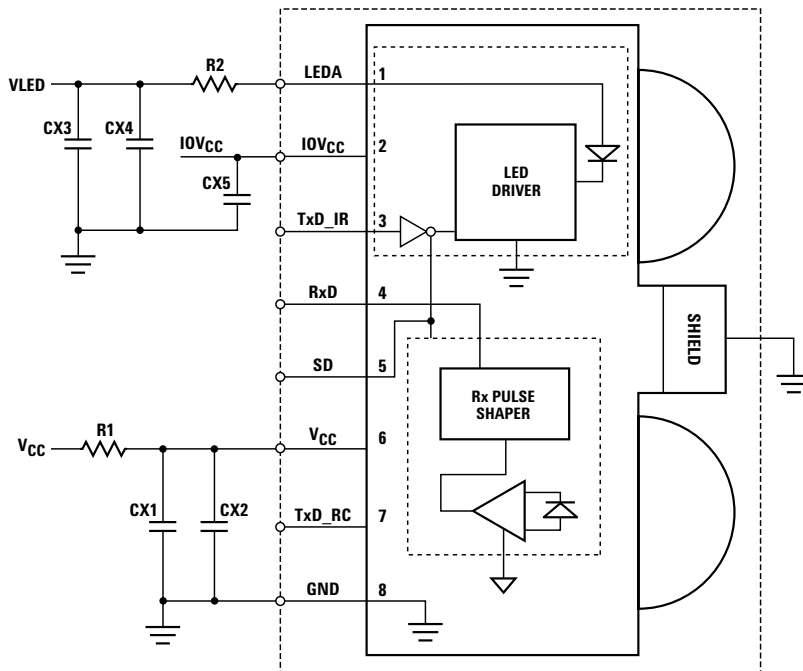 R2
LEDA
1
VLED
CX3
CX4
IOVCC
IOVCC
2
CX5
LED
DRIVER
TxD_IR
3
RxD
4
SHIELD
SD
5
Rx PULSE
SHAPER
VCC
R1
VCC
6
CX1
CX2
TxD_RC
7
GND
8